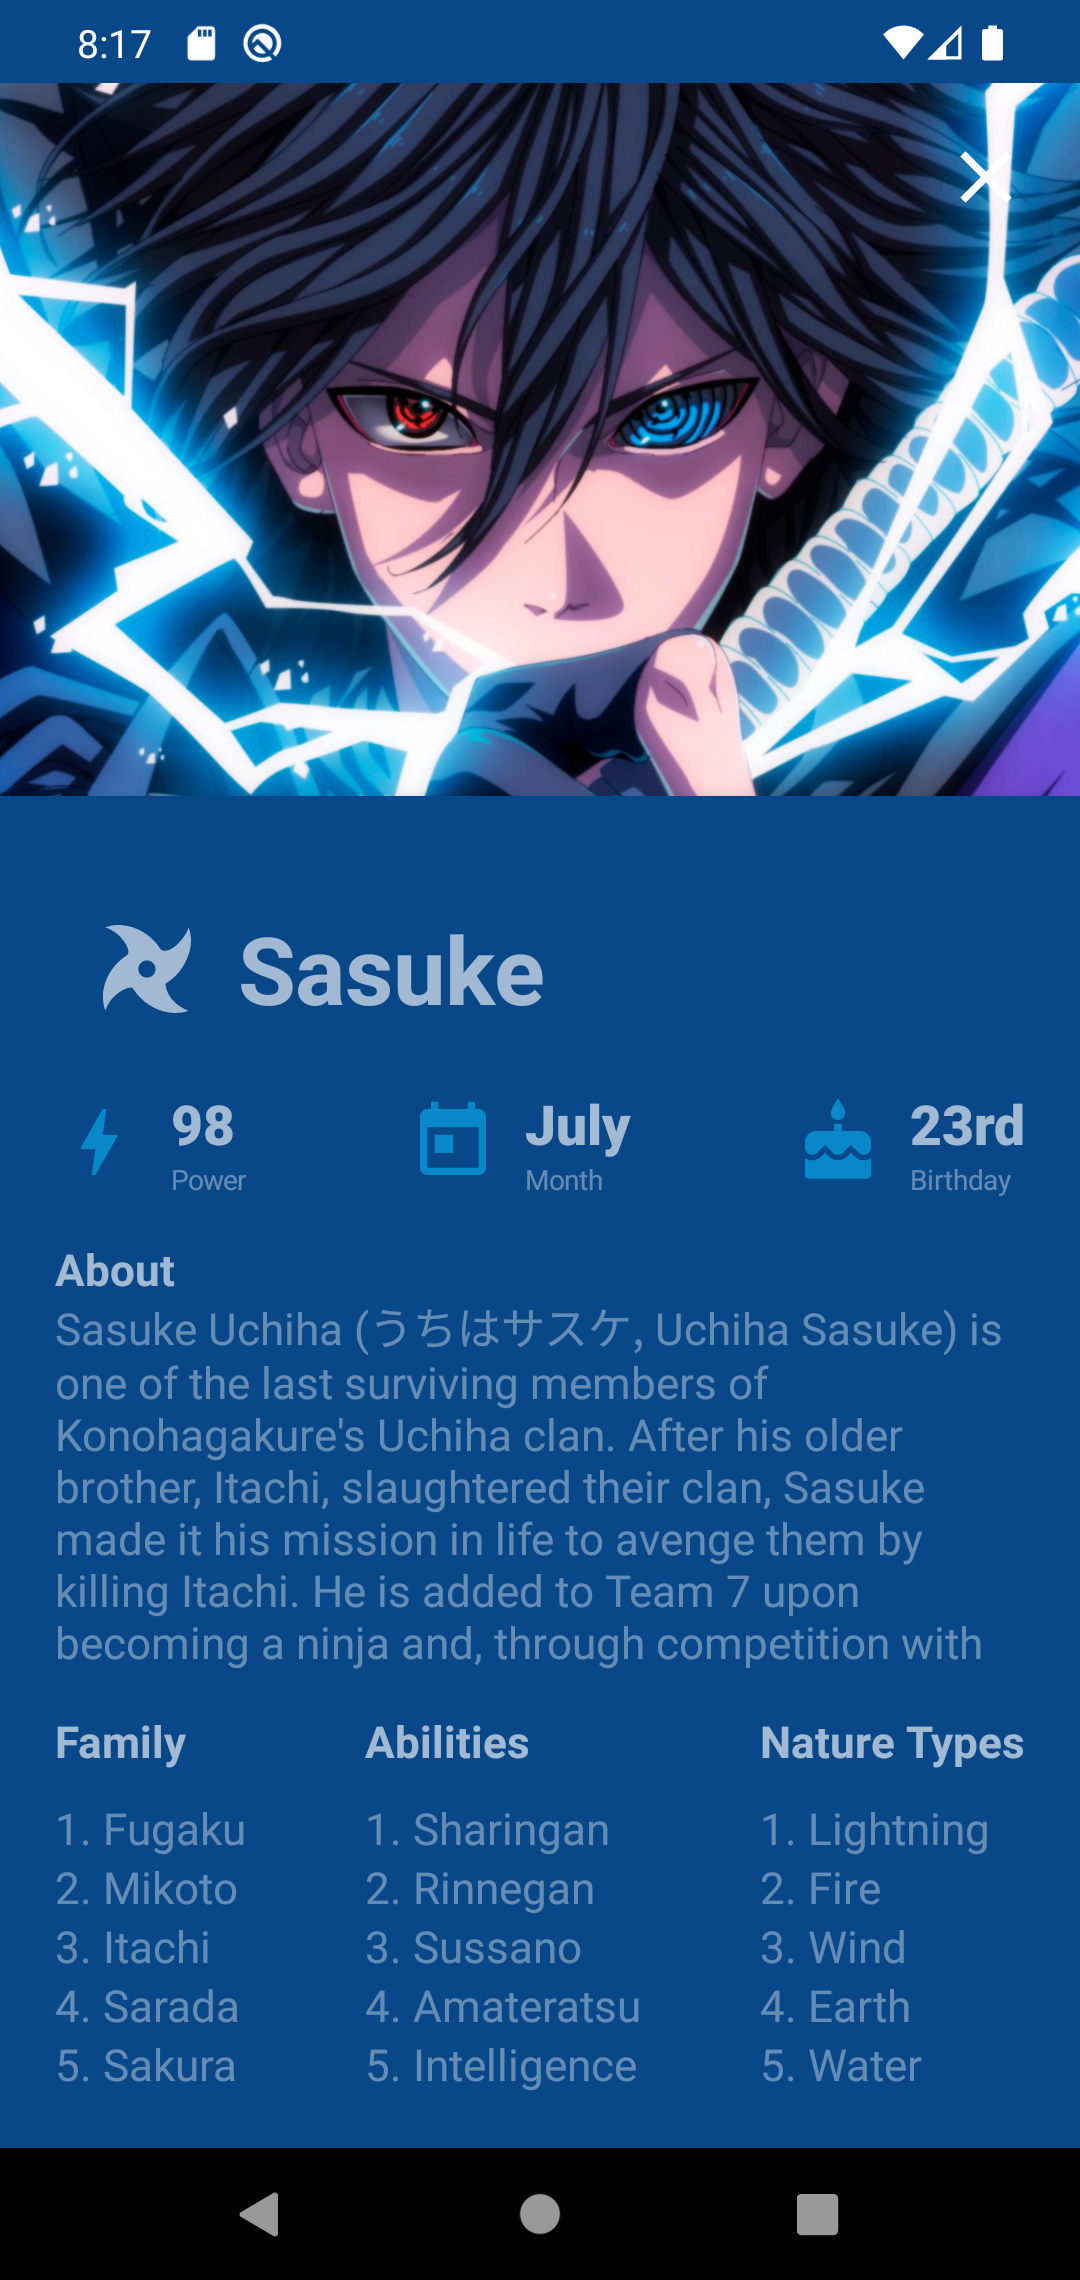 8:17
Sasuke
98
Power
July
Month
23rd
Birthday
About
Sasuke Uchiha (うちはサスケ, Uchiha Sasuke) is
one of the last surviving members of
Konohagakure's Uchiha clan. After his older
brother, Itachi, slaughtered their clan, Sasuke
made it his mission in life to avenge them by
killing Itachi. He is added to Team 7 upon
becoming a ninja and, through competition with
Family
1. Fugaku
2. Mikoto
3. Itachi
4. Sarada
5. Sakura
Abilities
1. Sharingan
2. Rinnegan
3. Sussano
4. Amateratsu
5. Intelligence
Nature Types
1. Lightning
2. Fire
3. Wind
4. Earth
5. Water